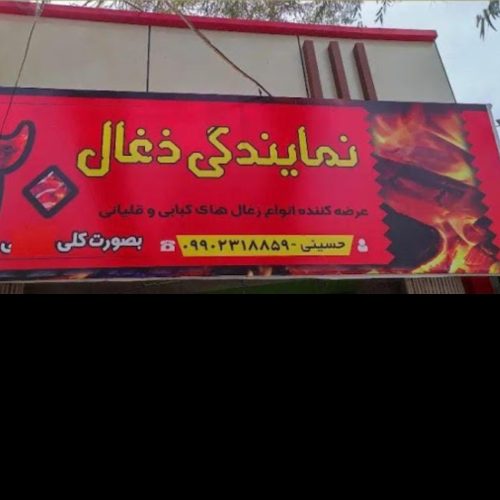 نمایندگی ذغال
عرضه کننده انواع زغال های کبابی و قلیانی
حسینی - ۰۹۹۰۲۳۱۸۸۵۹
بصورت کلی